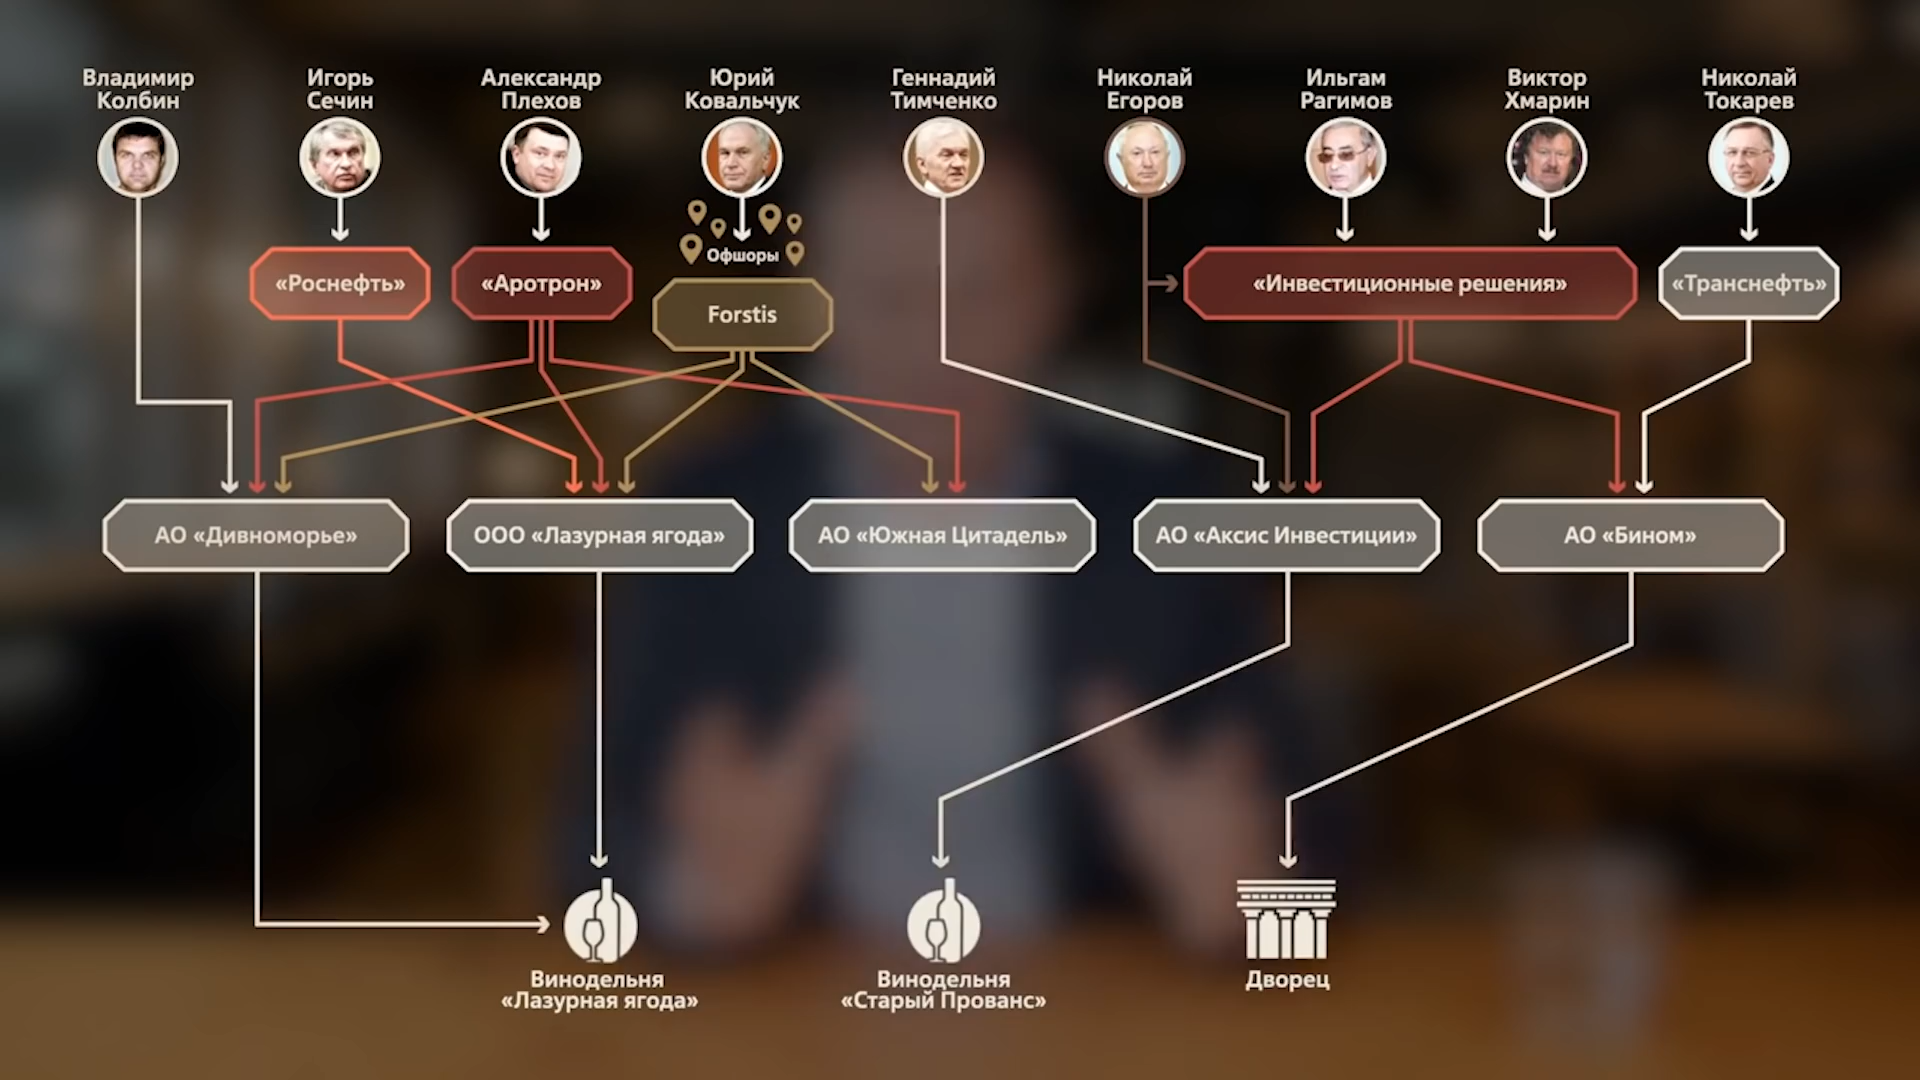 Владимир
Колбин
Игорь
Сечин
Александр
Плехов
Юрий
Ковальчук
Геннадий
Тимченко
Николай
Егоров
Ильгам
Рагимов
Виктор
Хмарин
Николай
Токарев
Офшоры
«Роснефть»
«Аротрон»
Forstis
«Инвестиционные решения»
«Транснефть»
АО «Дивноморье»
ООО «Лазурная ягода»
АО «Южная Цитадель»
АО «Аксис Инвестиции»
АО «Бином»
Винодельня
«Лазурная ягода»
Винодельня
«Старый Прованс»
Дворец